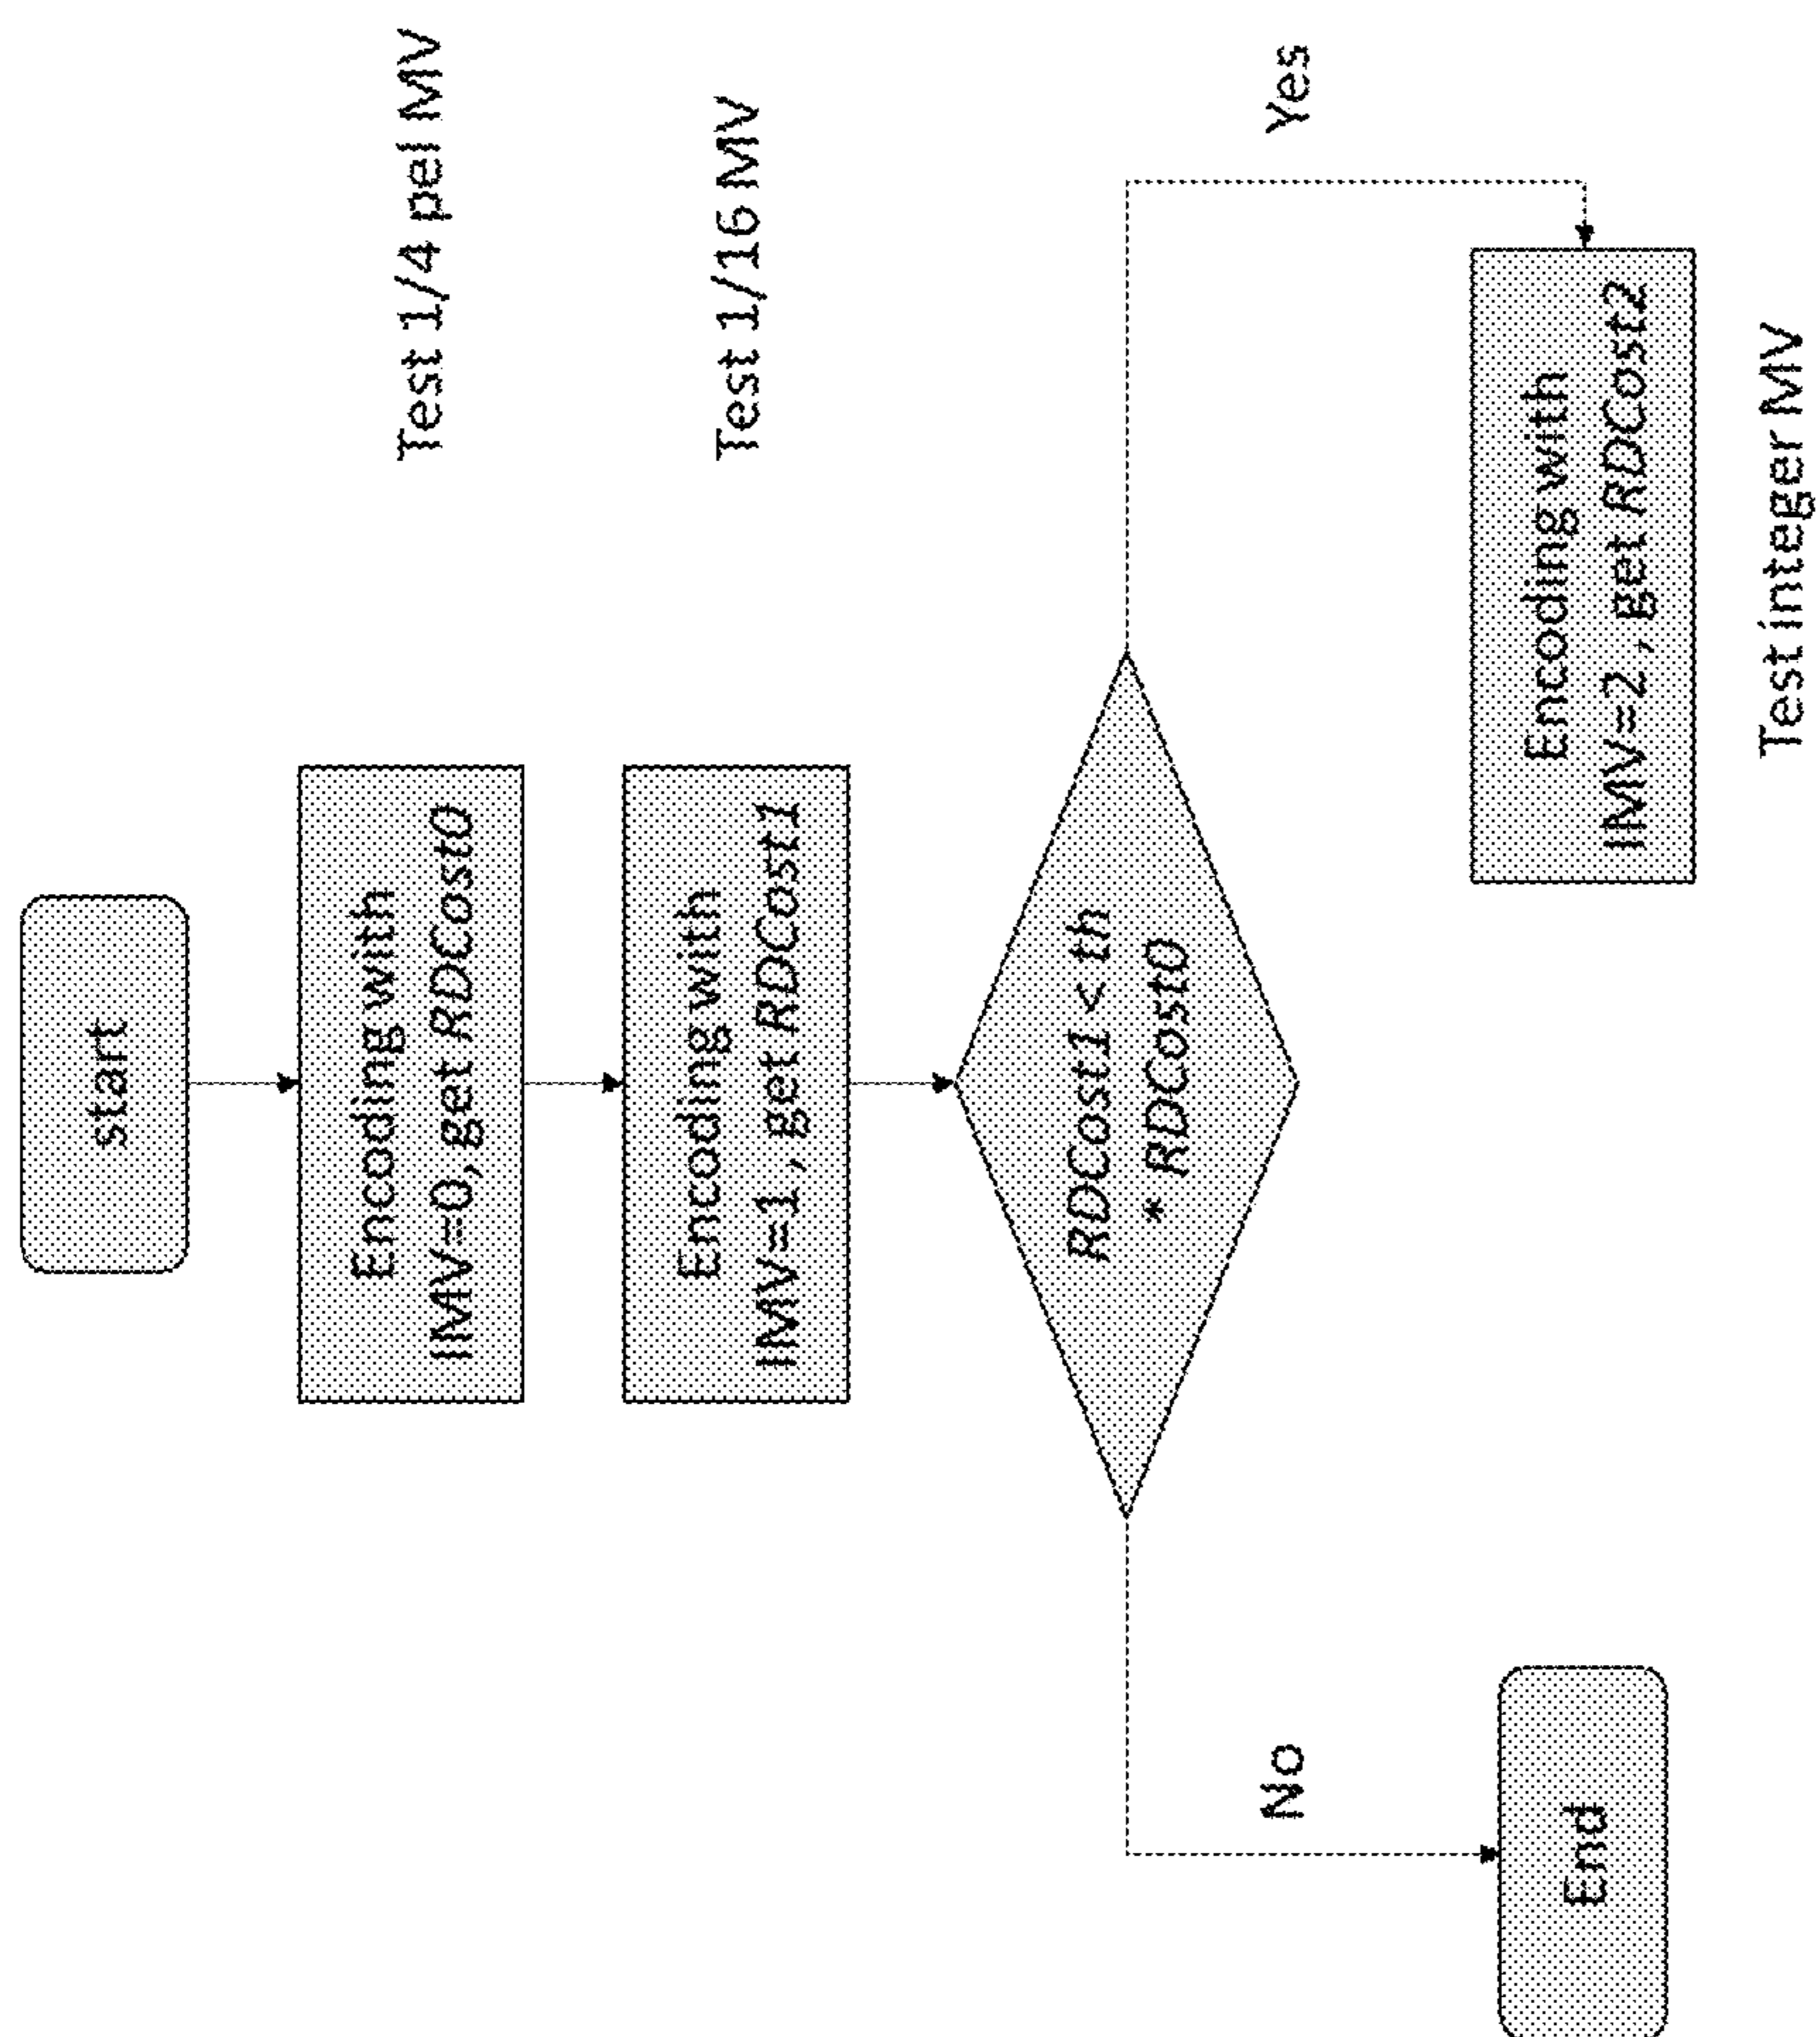 start
Encoding with
IMV=0, get RDCost0
Test 1/4 pel MV
Encoding with
IMV=1 , get RDCost1
Test 1/16 MV
RDCost1 < th
* RDCost0
No
Yes
End
Encoding with
IMV=2 , get RDCost2
Test integer MV